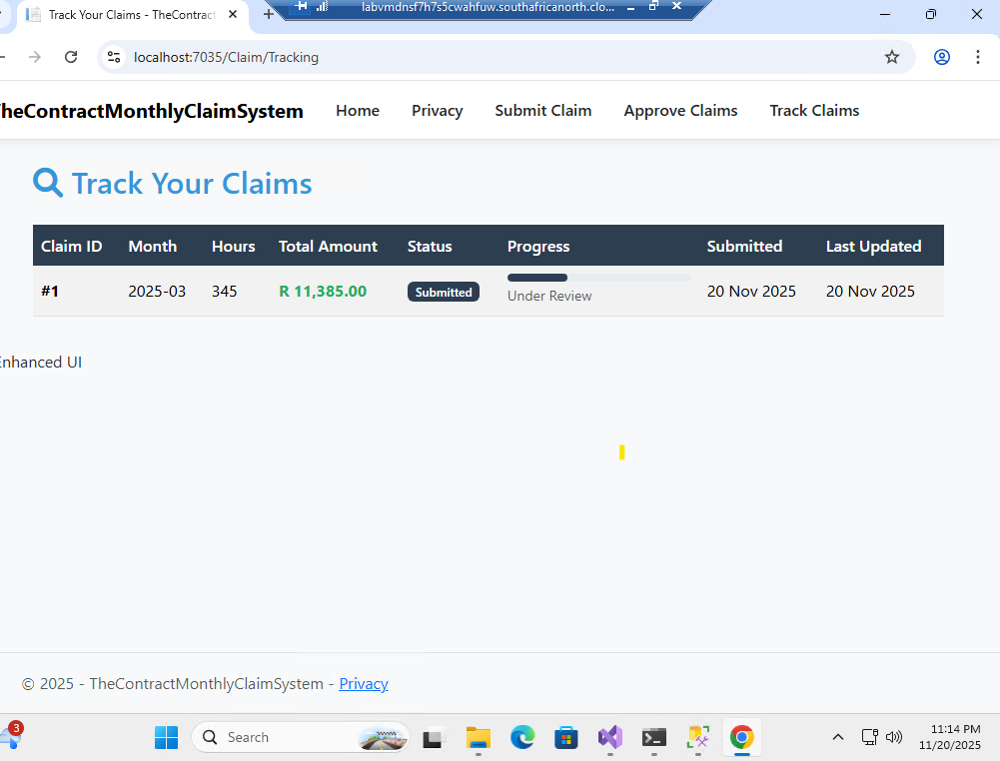 Track Your Claims - TheContract
labvmdnsf7h7s5cwahfuw.southafricanorth.clo...
localhost:7035/Claim/Tracking
heContractMonthlyClaimSystem Home Privacy Submit Claim Approve Claims Track Claims
Track Your Claims
Claim ID Month Hours Total Amount Status Progress Submitted Last Updated
#1 2025-03 345 R 11,385.00 Submitted Under Review 20 Nov 2025 20 Nov 2025
Enhanced UI
© 2025 - TheContractMonthlyClaimSystem - Privacy
3
Search
11:14 PM
11/20/2025